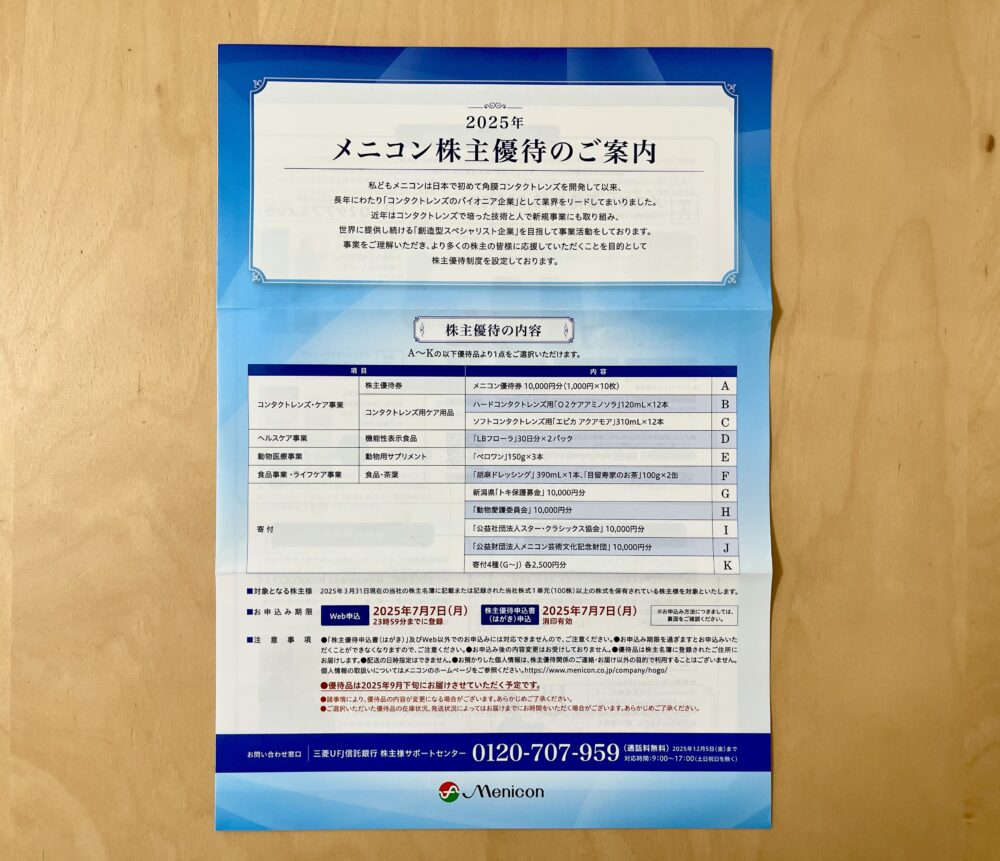 2025年
メニコン株主優待のご案内
私どもメニコンは日本で初めて角膜コンタクトレンズを開発して以来、
長年にわたり「コンタクトレンズのパイオニア企業」として業界をリードしてまいりました。
近年はコンタクトレンズで培った技術と人で新規事業にも取り組み、
世界に提供し続ける「創造型スペシャリスト企業」を目指して事業活動をしております。
事業をご理解いただき、より多くの株主の皆様に応援していただくことを目的として
株主優待制度を設定しております。
株主優待の内容
A〜Kの以下優待品より1点をご選択いただけます。
項目 内容
コンタクトレンズ・ケア事業 株主優待券 メニコン優待券 10,000円分(1,000円×10枚) A
コンタクトレンズ用ケア用品 ハードコンタクトレンズ用「O2ケアアミノソラ」120mL×12本 B
ソフトコンタクトレンズ用「エピカ アクアモア」310mL×12本 C
ヘルスケア事業 機能性表示食品 「LBフローラ」30日分×2パック D
動物医療事業 動物用サプリメント 「ペロワン」150g×3本 E
食品事業・ライフケア事業 食品・茶葉 「胡麻ドレッシング」390mL×1本、「目留寿家のお茶」100g×2缶 F
寄付 新潟県「トキ保護募金」10,000円分 G
「動物愛護委員会」10,000円分 H
「公益社団法人スター・クラシックス協会」10,000円分 I
「公益財団法人メニコン芸術文化記念財団」10,000円分 J
寄付4種(G〜J) 各2,500円分 K
■対象となる株主様 2025年3月31日現在の当社の株主名簿に記載または記録された当社株式1単元(100株)以上の株式を保有されている株主様を対象といたします。
■お申込み期限 Web申込 2025年7月7日(月) 23時59分までに登録 株主優待申込書(はがき)申込 2025年7月7日(月) 消印有効 ※お申込み方法につきましては、裏面をご確認ください。
■注意事項 ●「株主優待申込書(はがき)」及びWeb以外でのお申込みには対応できませんので、ご注意ください。●お申込み期限を過ぎますとお申込みいた
だくことができなくなりますので、ご注意ください。●お申込み後の内容変更はお受けしておりません。●優待品は株主名簿に登録されたご住所に
お届けします。●配送の日時指定はできません。●お預かりした個人情報は、株主優待関係のご連絡・お届け以外の目的で利用することはございません。
個人情報の取扱いについてはメニコンのホームページをご参照ください。https://www.menicon.co.jp/company/hogo/
●優待品は2025年9月下旬にお届けさせていただく予定です。
●諸事情により、優待品の内容が変更になる場合がございます。あらかじめご了承ください。
●ご選択いただいた優待品の在庫状況、発送状況によってはお届けまでにお時間をいただく場合がございます。あらかじめご了承ください。
お問い合わせ窓口 三菱UFJ信託銀行 株主様サポートセンター 0120-707-959 (通話料無料) 2025年12月5日(金)まで
対応時間:9:00〜17:00(土日祝日を除く)
Menicon